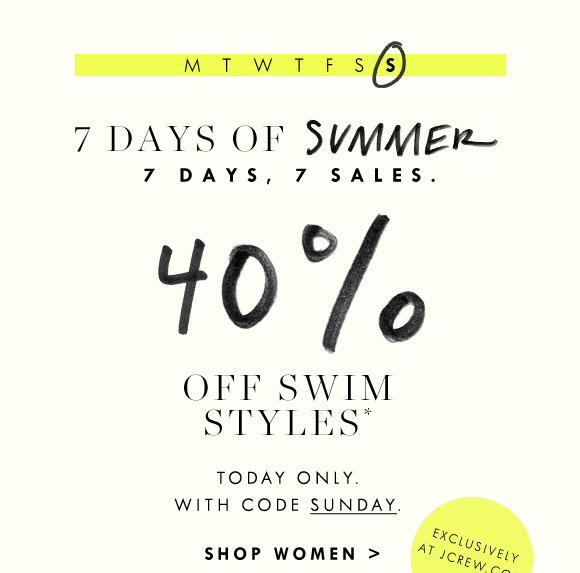 M T W T F S S
7 DAYS OF SUMMER
7 DAYS, 7 SALES.
40%
OFF SWIM
STYLES*
TODAY ONLY.
WITH CODE SUNDAY.
SHOP WOMEN >
EXCLUSIVELY
AT JCREW.CO